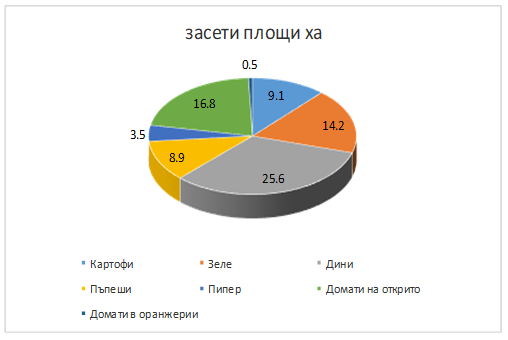 засети площи ха
0.5
9.1
16.8
14.2
3.5
8.9
25.6
Картофи
Зеле
Дини
Пъпеши
Пипер
Домати на открито
Домати в оранжерии